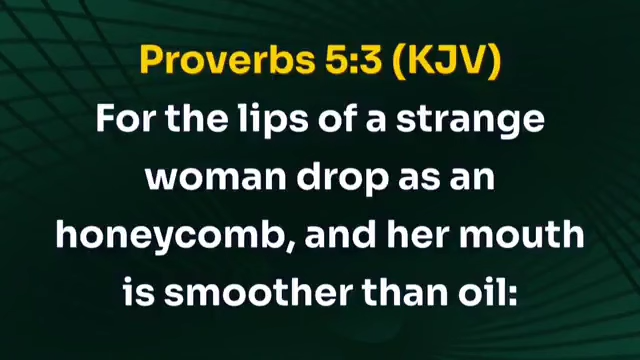 Proverbs 5:3 (KJV)
For the lips of a strange
woman drop as an
honeycomb, and her mouth
is smoother than oil: